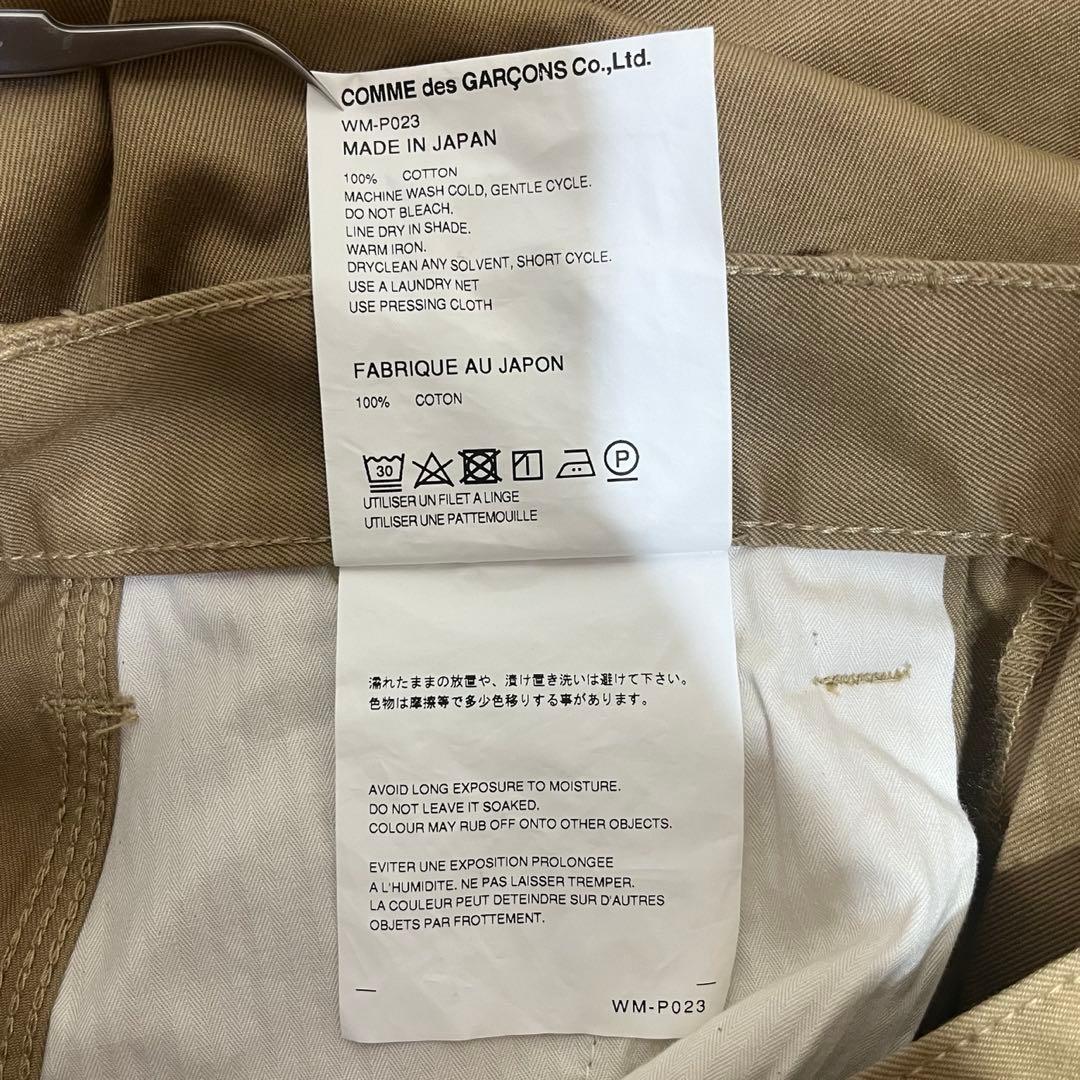 COMME des GARÇONS Co.,Ltd.
WM-P023
MADE IN JAPAN
100% COTTON
MACHINE WASH COLD, GENTLE CYCLE.
DO NOT BLEACH.
LINE DRY IN SHADE.
WARM IRON.
DRYCLEAN ANY SOLVENT, SHORT CYCLE.
USE A LAUNDRY NET
USE PRESSING CLOTH
FABRIQUE AU JAPON
100% COTON
30 P
UTILISER UN FILET A LINGE
UTILISER UNE PATTEMOUILLE
濡れたままの放置や、漬け置き洗いは避けて下さい。
色物は摩擦等で多少色移りする事があります。
AVOID LONG EXPOSURE TO MOISTURE.
DO NOT LEAVE IT SOAKED.
COLOUR MAY RUB OFF ONTO OTHER OBJECTS.
EVITER UNE EXPOSITION PROLONGEE
A L'HUMIDITE. NE PAS LAISSER TREMPER.
LA COULEUR PEUT DETEINDRE SUR D'AUTRES
OBJETS PAR FROTTEMENT.
WM-P023